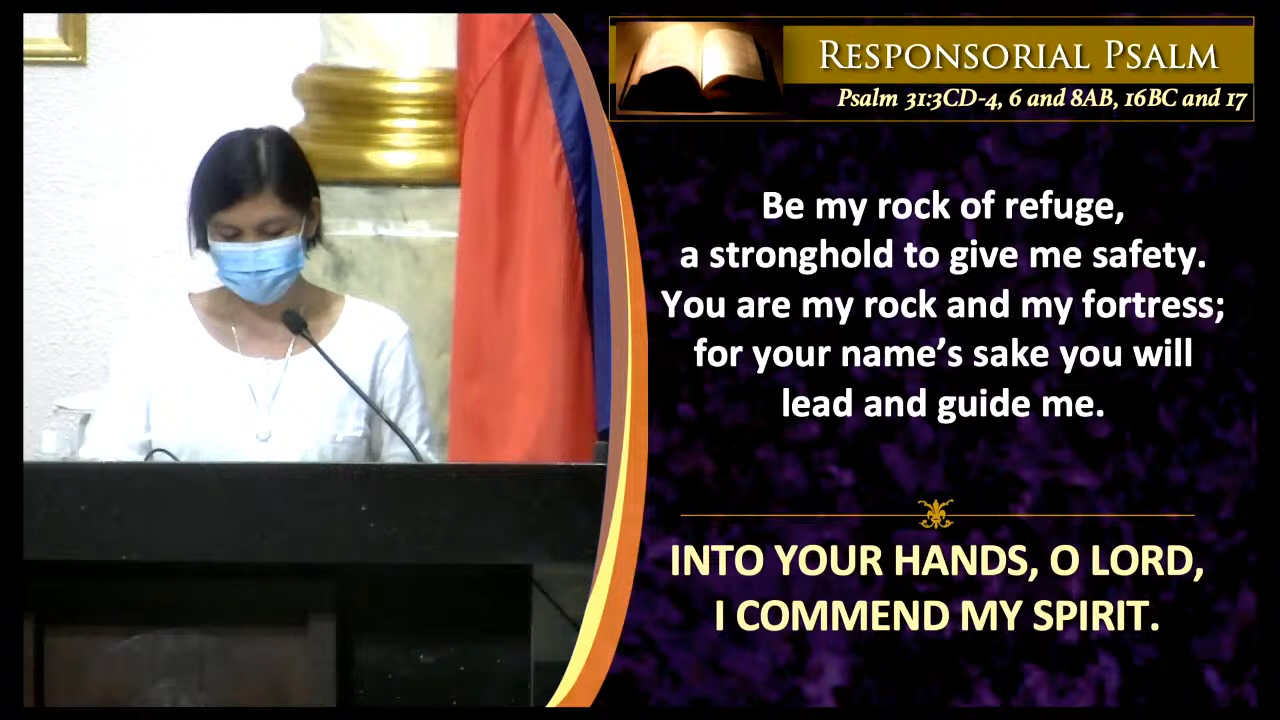 RESPONSORIAL PSALM
Psalm 31:3CD-4, 6 and 8AB, 16BC and 17
Be my rock of refuge,
a stronghold to give me safety.
You are my rock and my fortress;
for your name’s sake you will
lead and guide me.
INTO YOUR HANDS, O LORD,
I COMMEND MY SPIRIT.